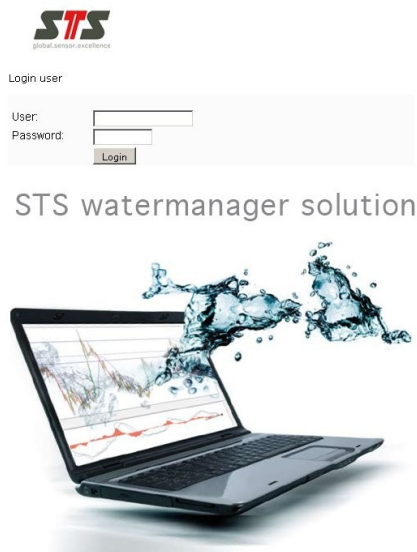 STS
global.sensor.excellence
Login user
User:
Password:
Login
STS watermanager solution